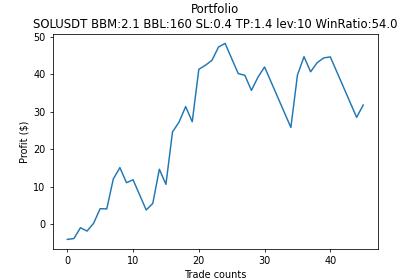 Portfolio
SOLUSDT BBM:2.1 BBL:160 SL:0.4 TP:1.4 lev:10 WinRatio:54.0
50
40
30
20
10
0
Profit ($)
0
10
20
30
40
Trade counts